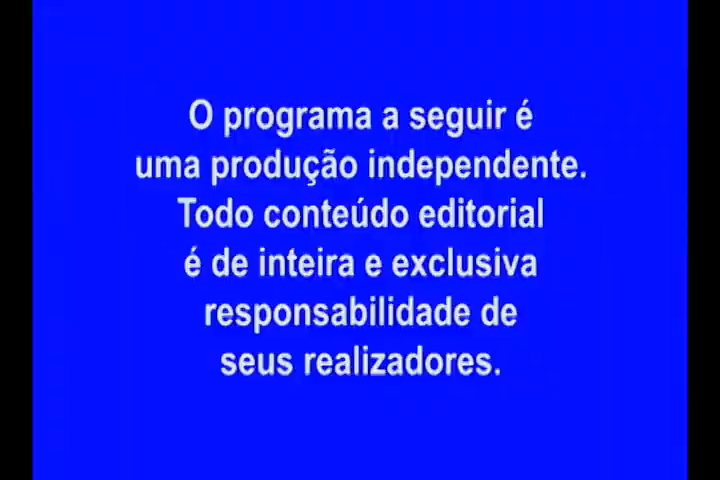 O programa a seguir é
uma produção independente.
Todo conteúdo editorial
é de inteira e exclusiva
responsabilidade de
seus realizadores.